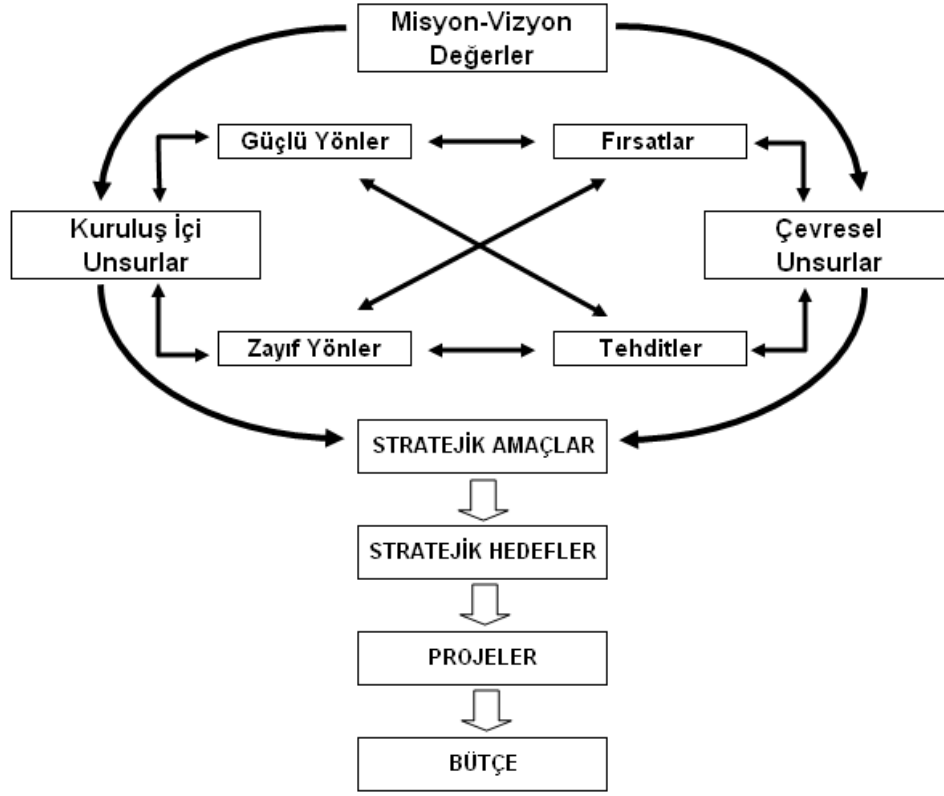 Misyon-Vizyon
Değerler
Güçlü Yönler
Fırsatlar
Kuruluş İçi
Unsurlar
Çevresel
Unsurlar
Zayıf Yönler
Tehditler
STRATEJİK AMAÇLAR
STRATEJİK HEDEFLER
PROJELER
BÜTÇE